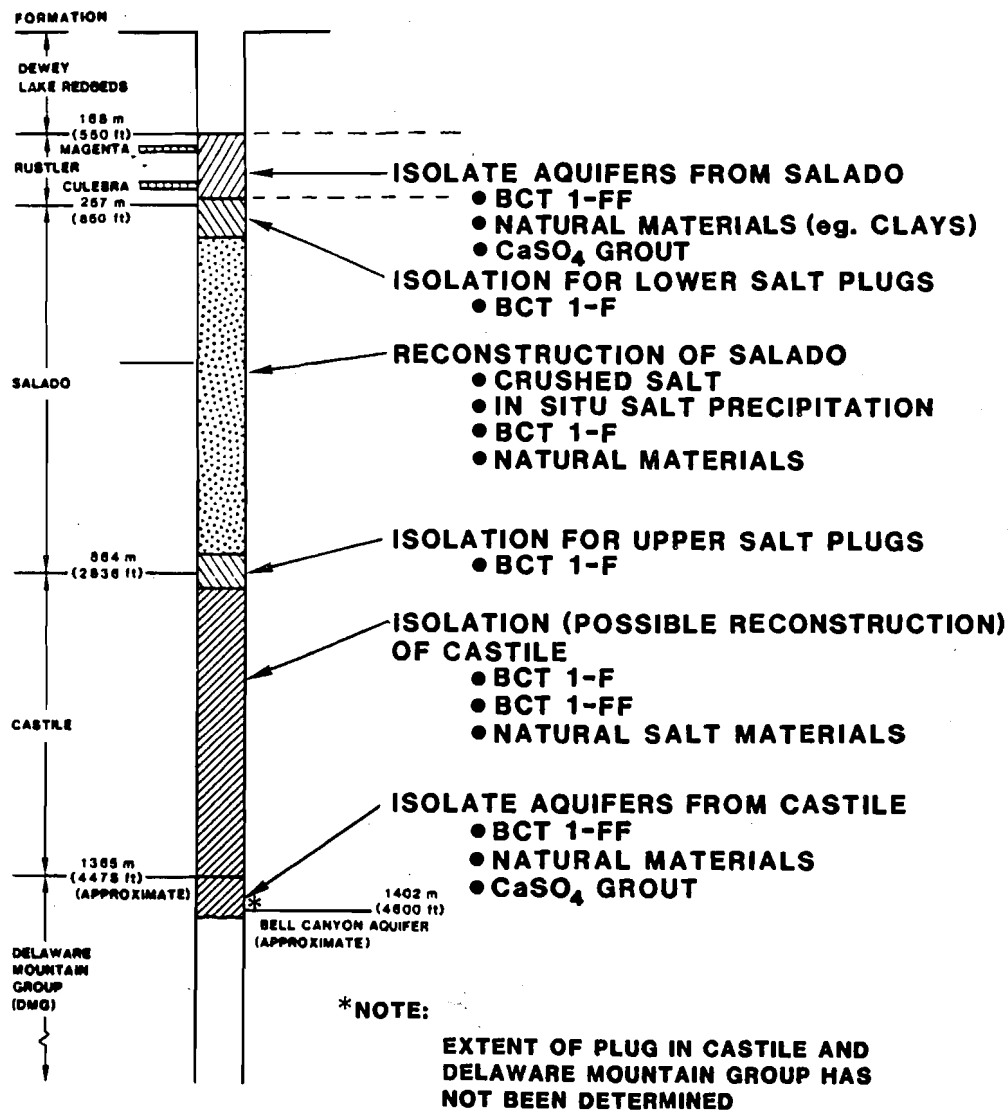 FORMATION
DEWEY
LAKE REDBEDS
168 m
(550 ft)
MAGENTA
RUSTLER
CULEBRA
257 m
(850 ft)
SALADO
864 m
(2836 ft)
CASTILE
1365 m
(4478 ft)
(APPROXIMATE)
DELAWARE
MOUNTAIN
GROUP
(DMG)
ISOLATE AQUIFERS FROM SALADO
● BCT 1-FF
● NATURAL MATERIALS (eg. CLAYS)
● CaSO₄ GROUT
ISOLATION FOR LOWER SALT PLUGS
● BCT 1-F
RECONSTRUCTION OF SALADO
● CRUSHED SALT
● IN SITU SALT PRECIPITATION
● BCT 1-F
● NATURAL MATERIALS
ISOLATION FOR UPPER SALT PLUGS
● BCT 1-F
ISOLATION (POSSIBLE RECONSTRUCTION)
OF CASTILE
● BCT 1-F
● BCT 1-FF
● NATURAL SALT MATERIALS
ISOLATE AQUIFERS FROM CASTILE
● BCT 1-FF
● NATURAL MATERIALS
● CaSO₄ GROUT
*
1402 m
(4600 ft)
BELL CANYON AQUIFER
(APPROXIMATE)
*NOTE:
EXTENT OF PLUG IN CASTILE AND
DELAWARE MOUNTAIN GROUP HAS
NOT BEEN DETERMINED